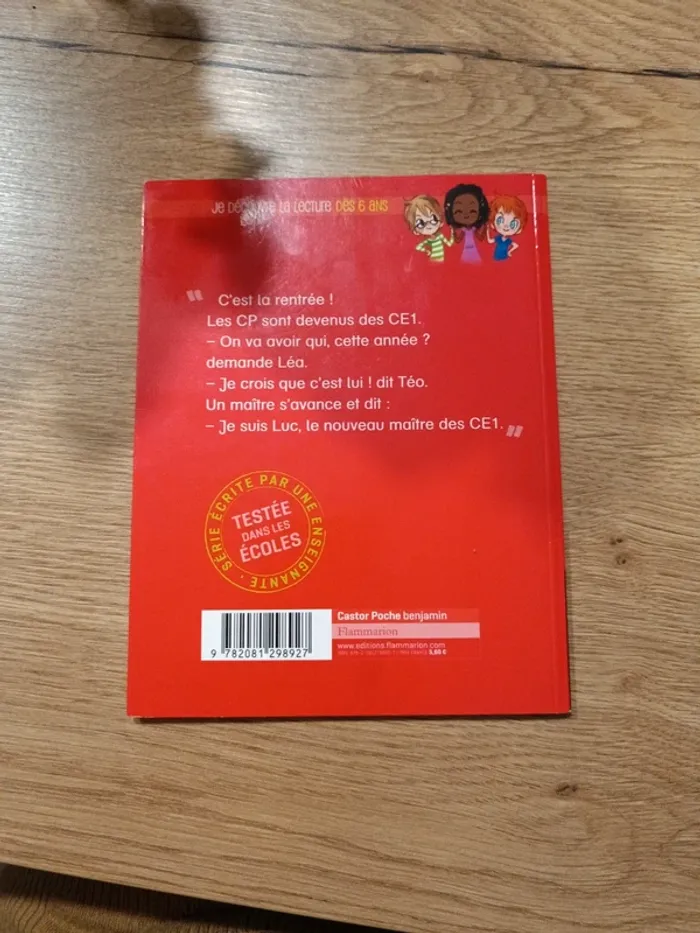 Je découvre la lecture dès 6 ans
" C'est la rentrée !
Les CP sont devenus des CE1.
– On va avoir qui, cette année ?
demande Léa.
– Je crois que c'est lui ! dit Téo.
Un maître s'avance et dit :
– Je suis Luc, le nouveau maître des CE1. "
SÉRIE ÉCRITE PAR UNE ENSEIGNANTE ·
TESTÉE
DANS LES
ÉCOLES
9 782081 298927
Castor Poche benjamin
Flammarion
www.editions.flammarion.com